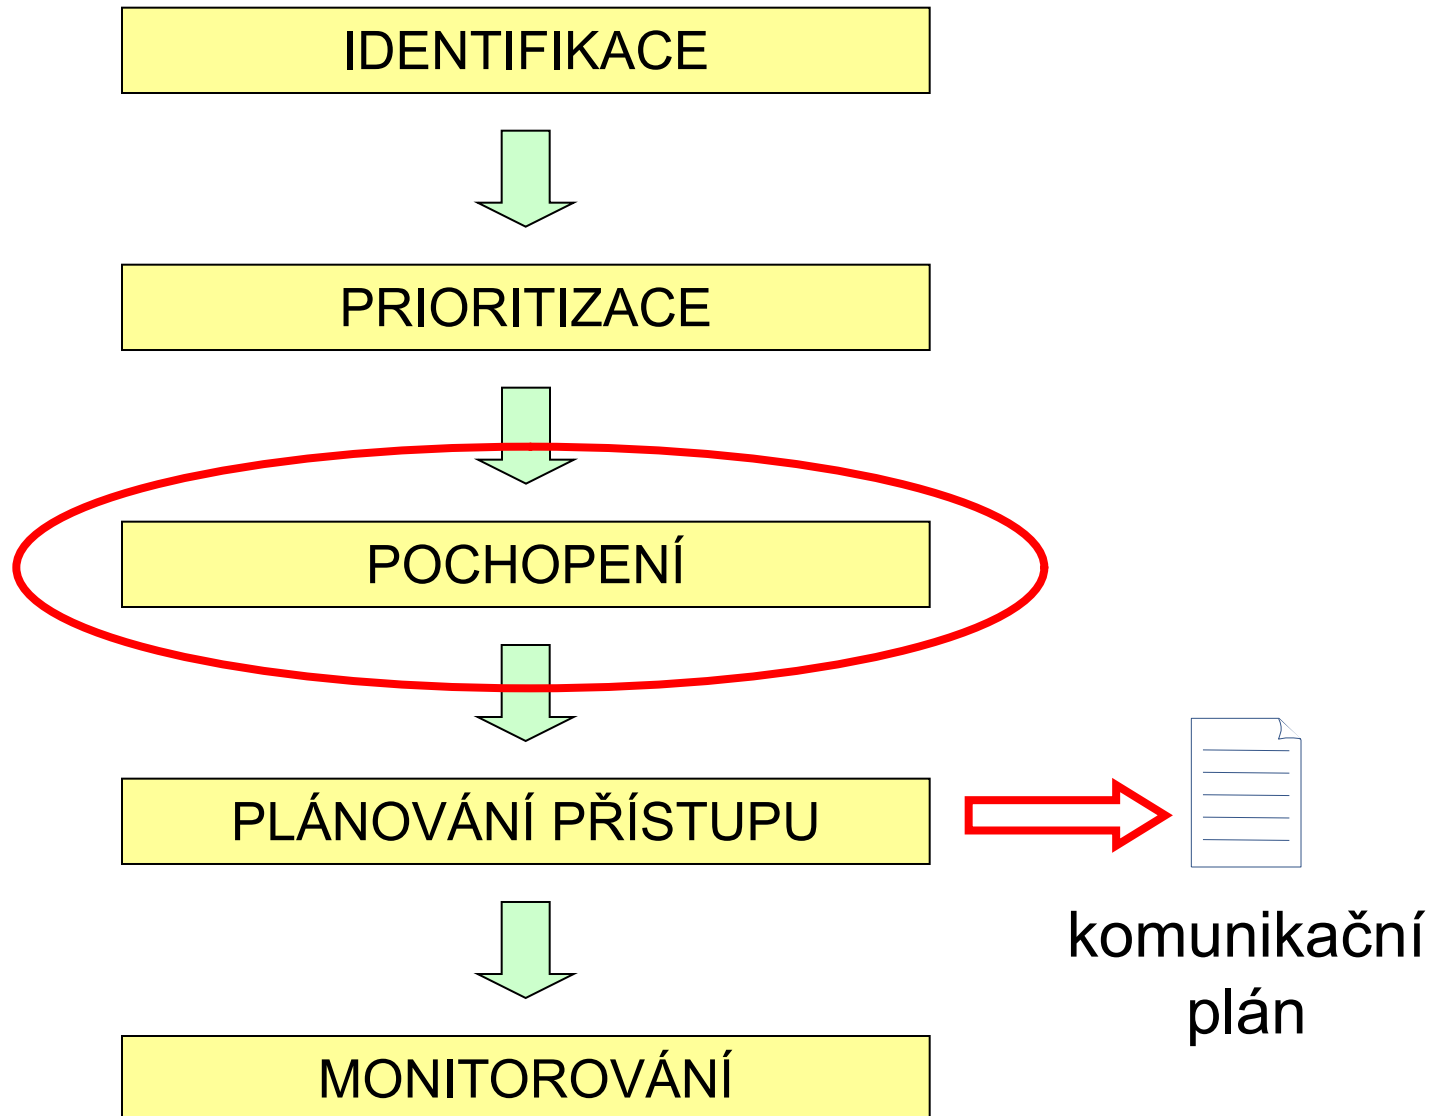 IDENTIFIKACE
PRIORITIZACE
POCHOPENÍ
PLÁNOVÁNÍ PŘÍSTUPU
komunikační
plán
MONITOROVÁNÍ